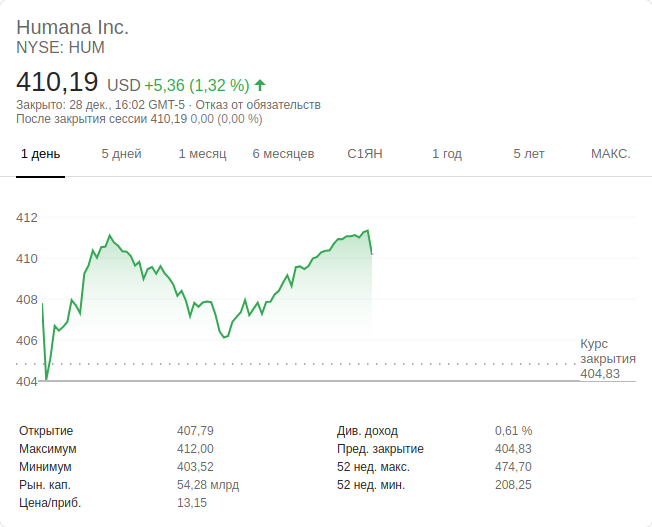 Humana Inc.
NYSE: HUM
410,19 USD +5,36 (1,32 %)
Закрыто: 28 дек., 16:02 GMT-5 · Отказ от обязательств
После закрытия сессии 410,19 0,00 (0,00 %)
1 день 5 дней 1 месяц 6 месяцев С1ЯН 1 год 5 лет МАКС.
412
410
408
406
404
Курс
закрытия
404,83
Открытие 407,79 Див. доход 0,61 %
Максимум 412,00 Пред. закрытие 404,83
Минимум 403,52 52 нед. макс. 474,70
Рын. кап. 54,28 млрд 52 нед. мин. 208,25
Цена/приб. 13,15